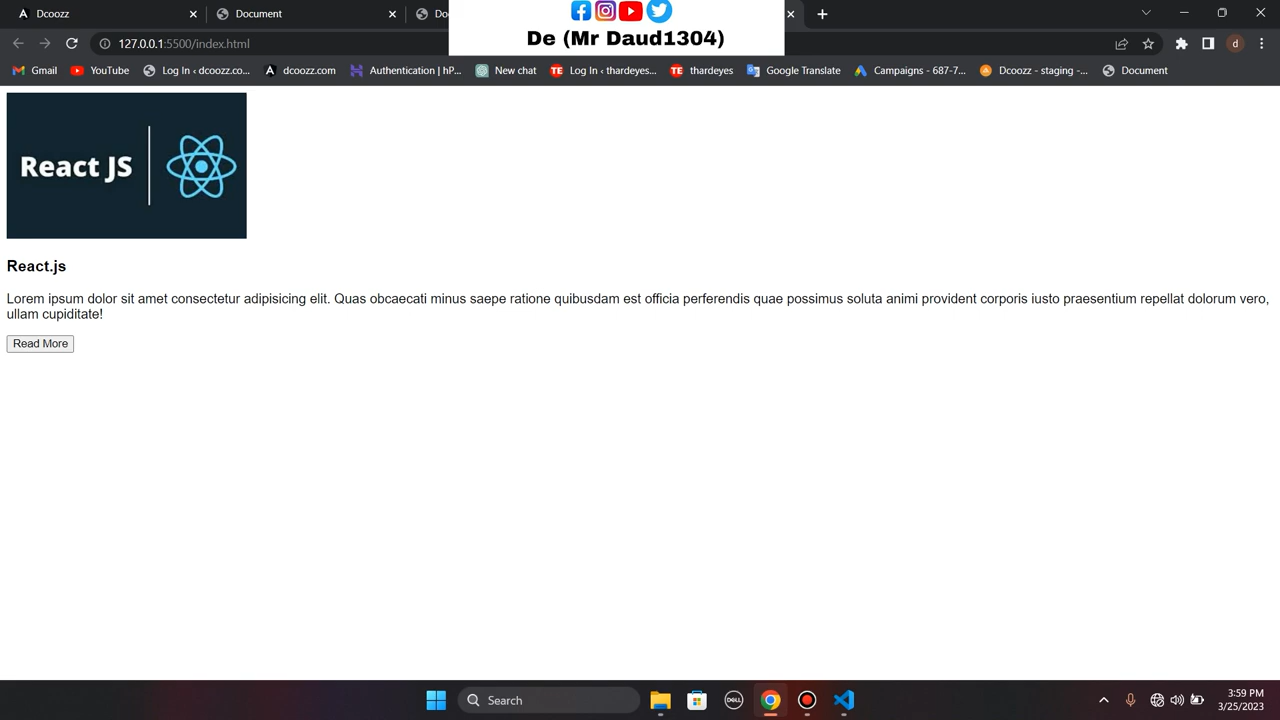 Dcoozz
Document
Do
De (Mr Daud1304)
127.0.0.1:5500/index.html
d
Gmail
YouTube
Log In ‹ dcoozz.co...
Authentication | hP...
New chat
TE Log In ‹ thardeyes...
TE thardeyes
Google Translate
Campaigns - 687-7...
Dcoozz - staging -...
Document
React JS
React.js
Lorem ipsum dolor sit amet consectetur adipisicing elit. Quas obcaecati minus saepe ratione quibusdam est officia perferendis quae possimus soluta animi provident corporis iusto praesentium repellat dolorum vero,
ullam cupiditate!
Read More
Search
DELL
3:59 PM
3/25/2023